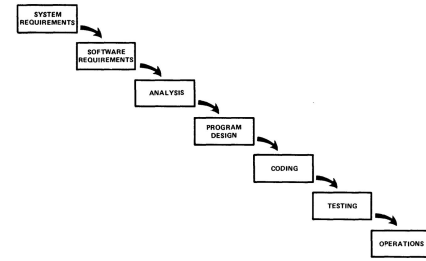 SYSTEM
REQUIREMENTS
SOFTWARE
REQUIREMENTS
ANALYSIS
PROGRAM
DESIGN
CODING
TESTING
OPERATIONS